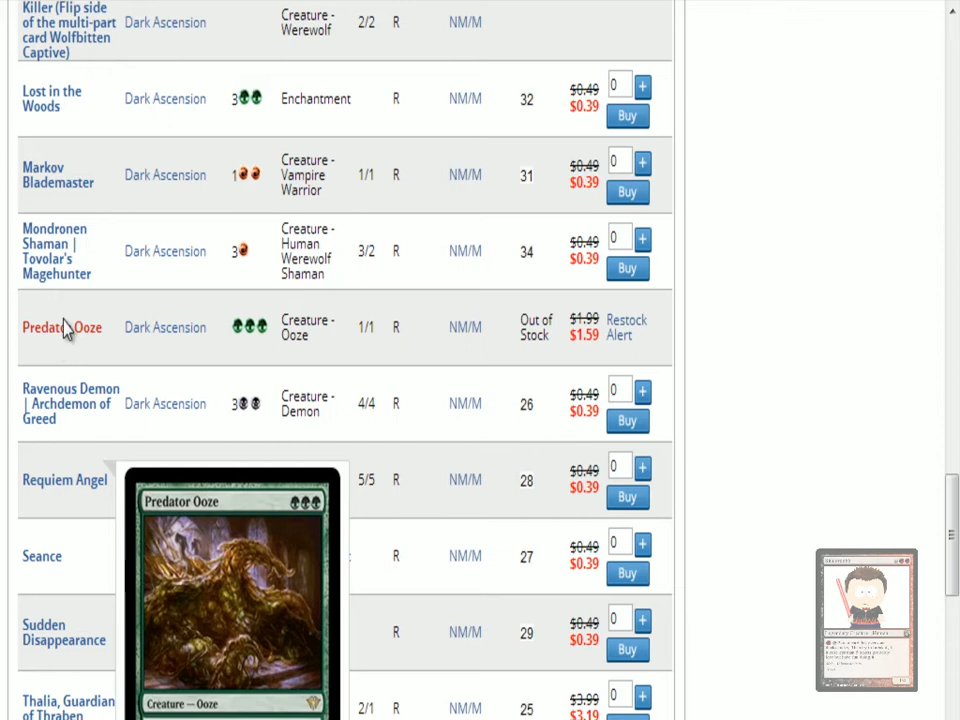 Killer (Flip side
of the multi-part
card Wolfbitten
Captive)
Dark Ascension
Creature -
Werewolf
2/2
R
NM/M
Lost in the
Woods
Dark Ascension
3
Enchantment
R
NM/M
32
$0.49
$0.39
0
+
Buy
Markov
Blademaster
Dark Ascension
1
Creature -
Vampire
Warrior
1/1
R
NM/M
31
$0.49
$0.39
0
+
Buy
Mondronen
Shaman |
Tovolar's
Magehunter
Dark Ascension
3
Creature -
Human
Werewolf
Shaman
3/2
R
NM/M
34
$0.49
$0.39
0
+
Buy
Predator Ooze
Dark Ascension
Creature -
Ooze
1/1
R
NM/M
Out of
Stock
$1.99
$1.59
Restock
Alert
Ravenous Demon
| Archdemon of
Greed
Dark Ascension
3
Creature -
Demon
4/4
R
NM/M
26
$0.49
$0.39
0
+
Buy
Requiem Angel
5/5
R
NM/M
28
$0.49
$0.39
0
+
Buy
Seance
R
NM/M
27
$0.49
$0.39
0
+
Buy
Sudden
Disappearance
R
NM/M
29
$0.49
$0.39
0
+
Buy
Thalia, Guardian
of Thraben
2/1
R
NM/M
25
$3.99
$3.19
0
+
Predator Ooze
Creature — Ooze